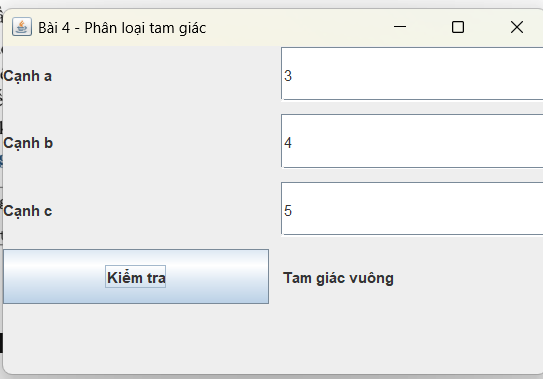 Bài 4 - Phân loại tam giác
Cạnh a 3
Cạnh b 4
Cạnh c 5
Kiểm tra Tam giác vuông